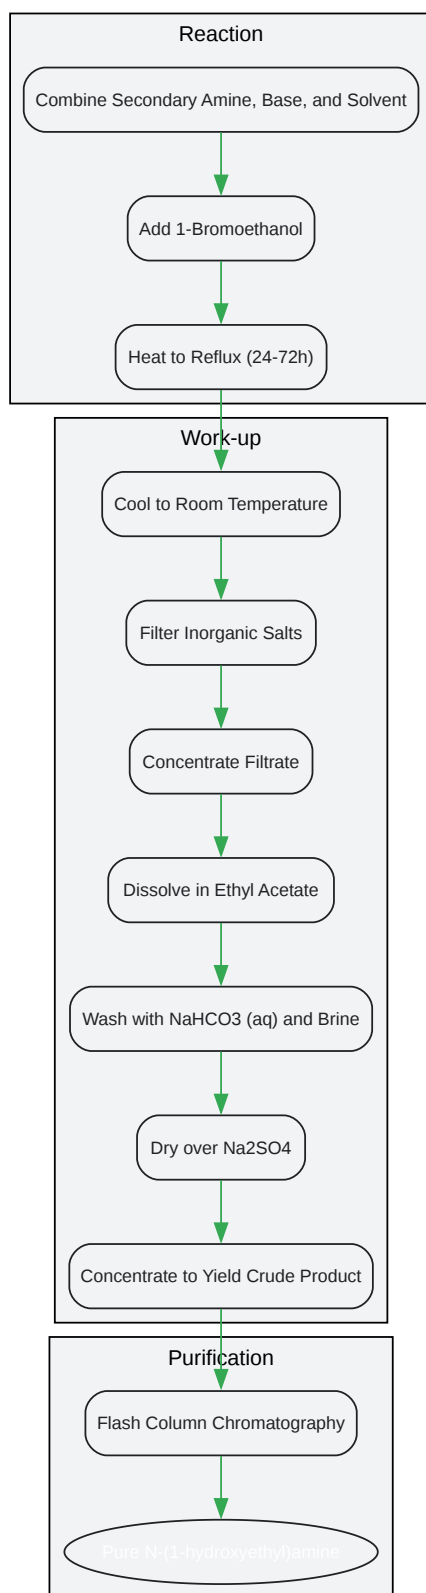 Reaction
Combine Secondary Amine, Base, and Solvent
Add 1-Bromoethanol
Heat to Reflux (24-72h)
Work-up
Cool to Room Temperature
Filter Inorganic Salts
Concentrate Filtrate
Dissolve in Ethyl Acetate
Wash with NaHCO3 (aq) and Brine
Dry over Na2SO4
Concentrate to Yield Crude Product
Purification
Flash Column Chromatography
Pure N-(1-hydroxyethyl)amine